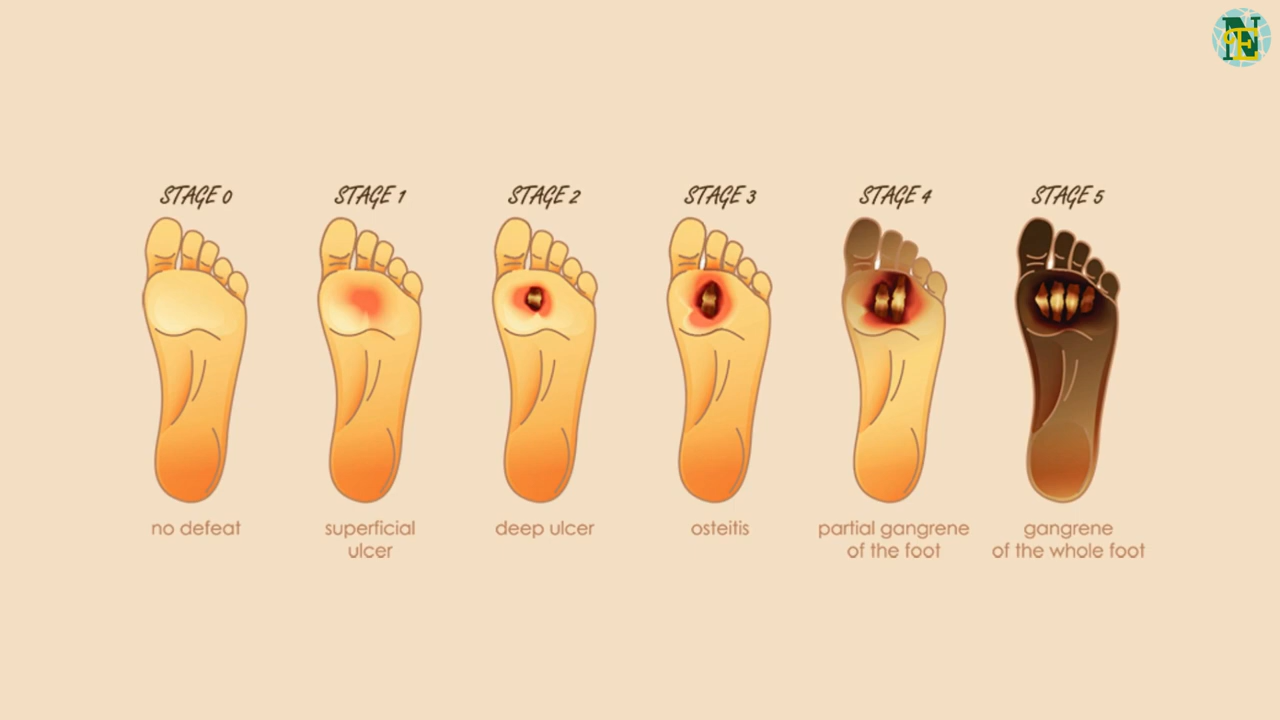 STAGE 0
STAGE 1
STAGE 2
STAGE 3
STAGE 4
STAGE 5
no defeat
superficial
ulcer
deep ulcer
osteitis
partial gangrene
of the foot
gangrene
of the whole foot
NE